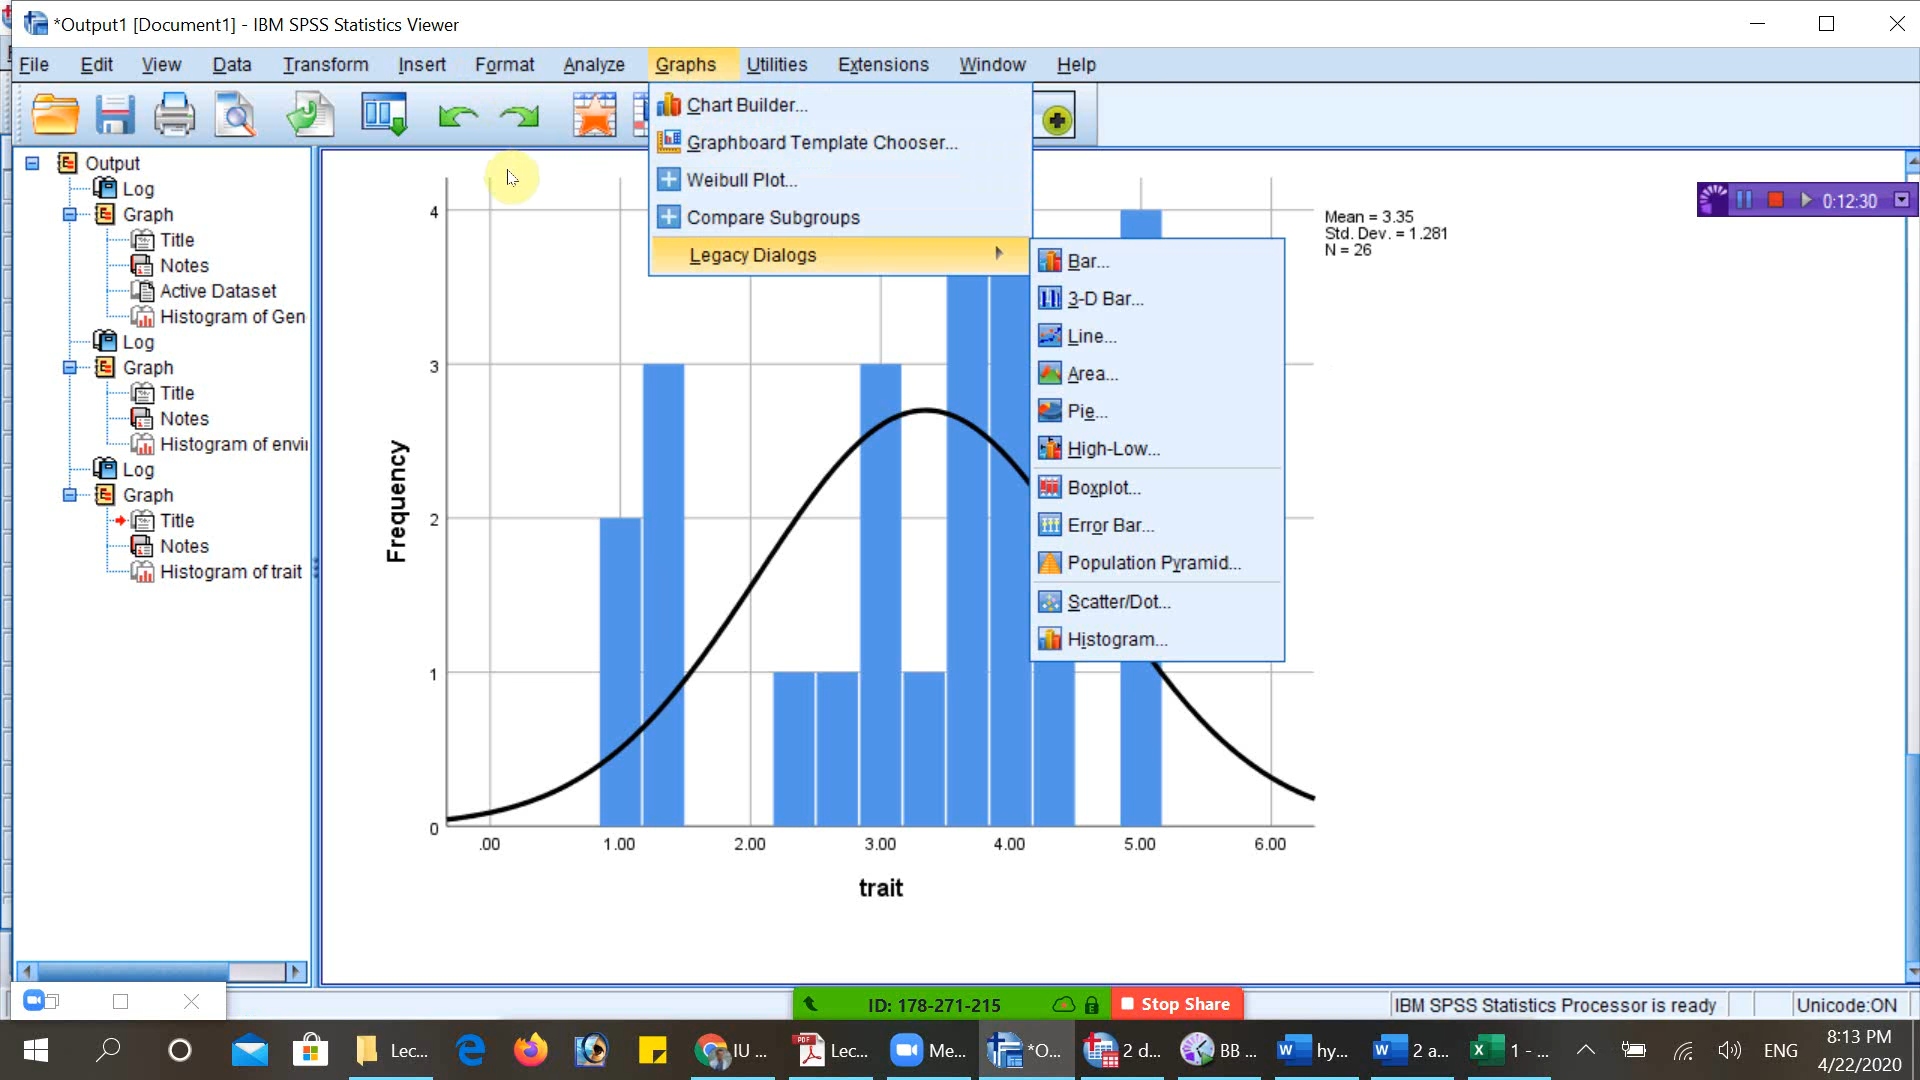 *Output1 [Document1] - IBM SPSS Statistics Viewer
File Edit View Data Transform Insert Format Analyze Graphs Utilities Extensions Window Help
Chart Builder...
Graphboard Template Chooser...
Weibull Plot...
Compare Subgroups
Legacy Dialogs
Bar...
3-D Bar...
Line...
Area...
Pie...
High-Low...
Boxplot...
Error Bar...
Population Pyramid...
Scatter/Dot...
Histogram...
Output
Log
Graph
Title
Notes
Active Dataset
Histogram of Gen
Log
Graph
Title
Notes
Histogram of envi
Log
Graph
Title
Notes
Histogram of trait
0:12:30
Mean = 3.35
Std. Dev. = 1.281
N = 26
4
3
2
1
0
Frequency
.00 1.00 2.00 3.00 4.00 5.00 6.00
trait
ID: 178-271-215
Stop Share
IBM SPSS Statistics Processor is ready
Unicode:ON
Lec...
IU ...
PDF
Lec...
Me...
*O...
2 d...
BB ...
hy...
2 a...
1 - ...
ENG
8:13 PM
4/22/2020